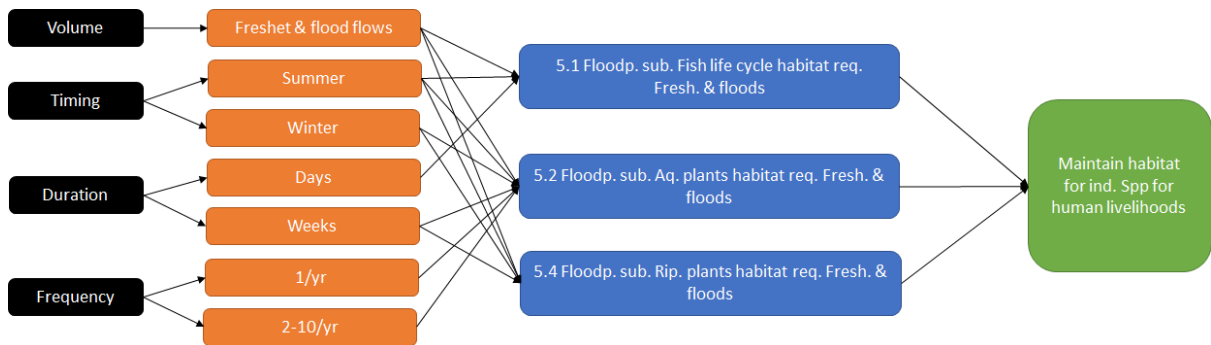 Volume
Freshet & flood flows
Timing
Summer
Winter
Duration
Days
Weeks
Frequency
1/yr
2-10/yr
5.1 Floodp. sub. Fish life cycle habitat req.
Fresh. & floods
5.2 Floodp. sub. Aq. plants habitat req. Fresh. &
floods
5.4 Floodp. sub. Rip. plants habitat req. Fresh. &
floods
Maintain habitat
for ind. Spp for
human livelihoods